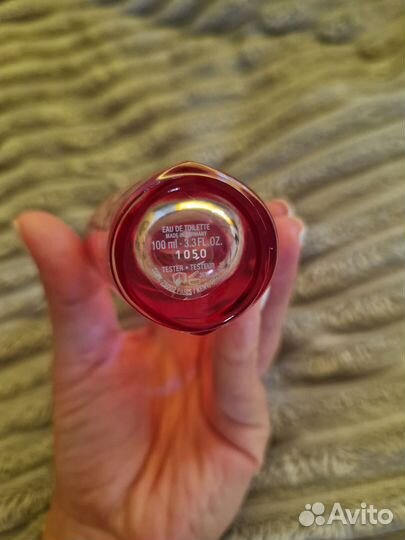 EAU DE TOILETTE
MADE IN GERMANY
100 ml - 3.3 FL. OZ.
1050
TESTER • TESTEUR
Avito